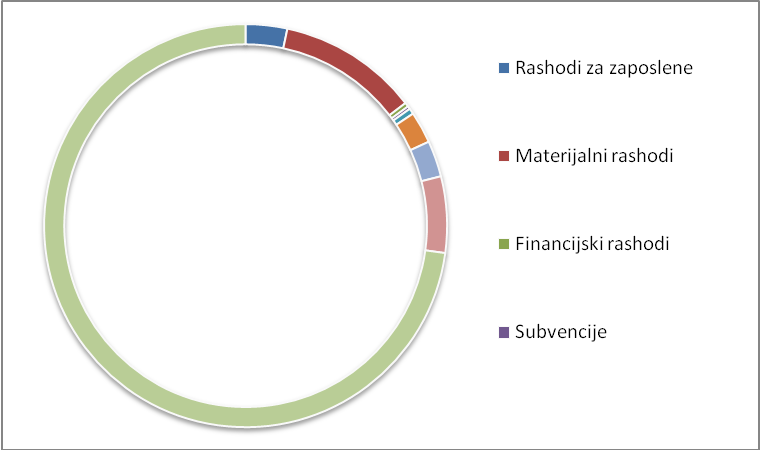 Rashodi za zaposlene
Materijalni rashodi
Financijski rashodi
Subvencije